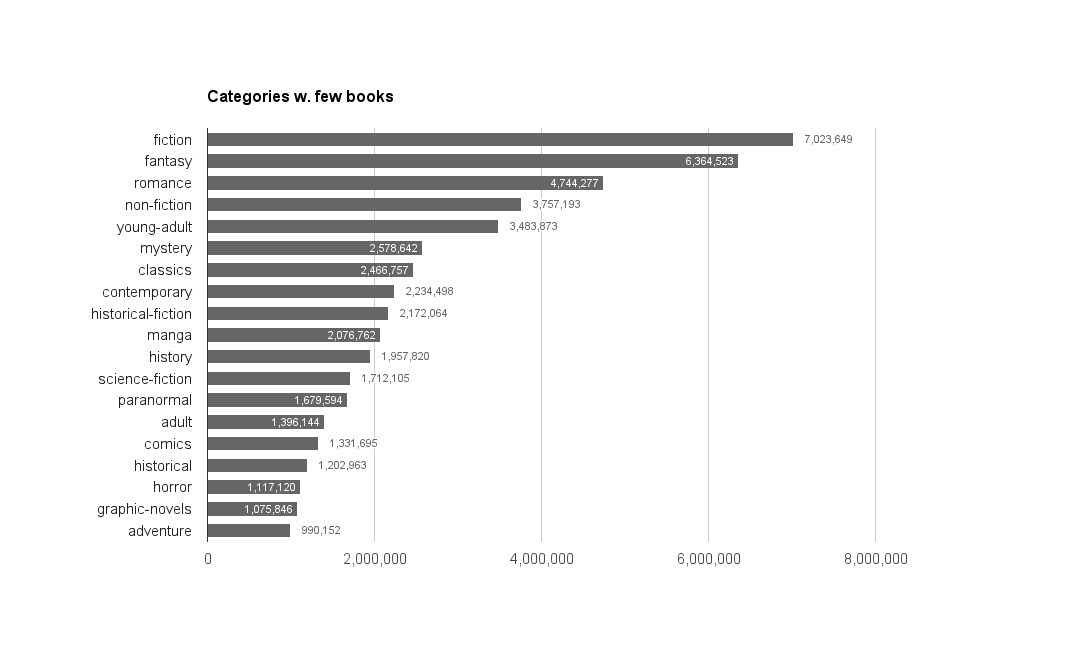 Categories w. few books
fiction 7,023,649
fantasy 6,364,523
romance 4,744,277
non-fiction 3,757,193
young-adult 3,483,873
mystery 2,578,642
classics 2,466,757
contemporary 2,234,498
historical-fiction 2,172,064
manga 2,076,762
history 1,957,820
science-fiction 1,712,105
paranormal 1,679,594
adult 1,396,144
comics 1,331,695
historical 1,202,963
horror 1,117,120
graphic-novels 1,075,846
adventure 990,152
0 2,000,000 4,000,000 6,000,000 8,000,000